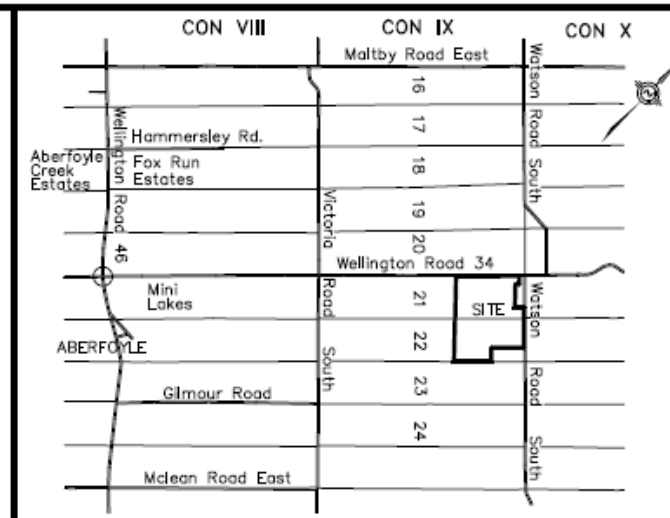 CON VIII
CON IX
CON X
Maltby Road East
16
17
18
19
20
Watson Road South
Wellington Road 46
Hammersley Rd.
Aberfoyle
Creek
Estates
Fox Run
Estates
Victoria Road South
Wellington Road 34
Mini
Lakes
21
SITE
22
Watson Road South
ABERFOYLE
23
Gilmour Road
24
Mclean Road East